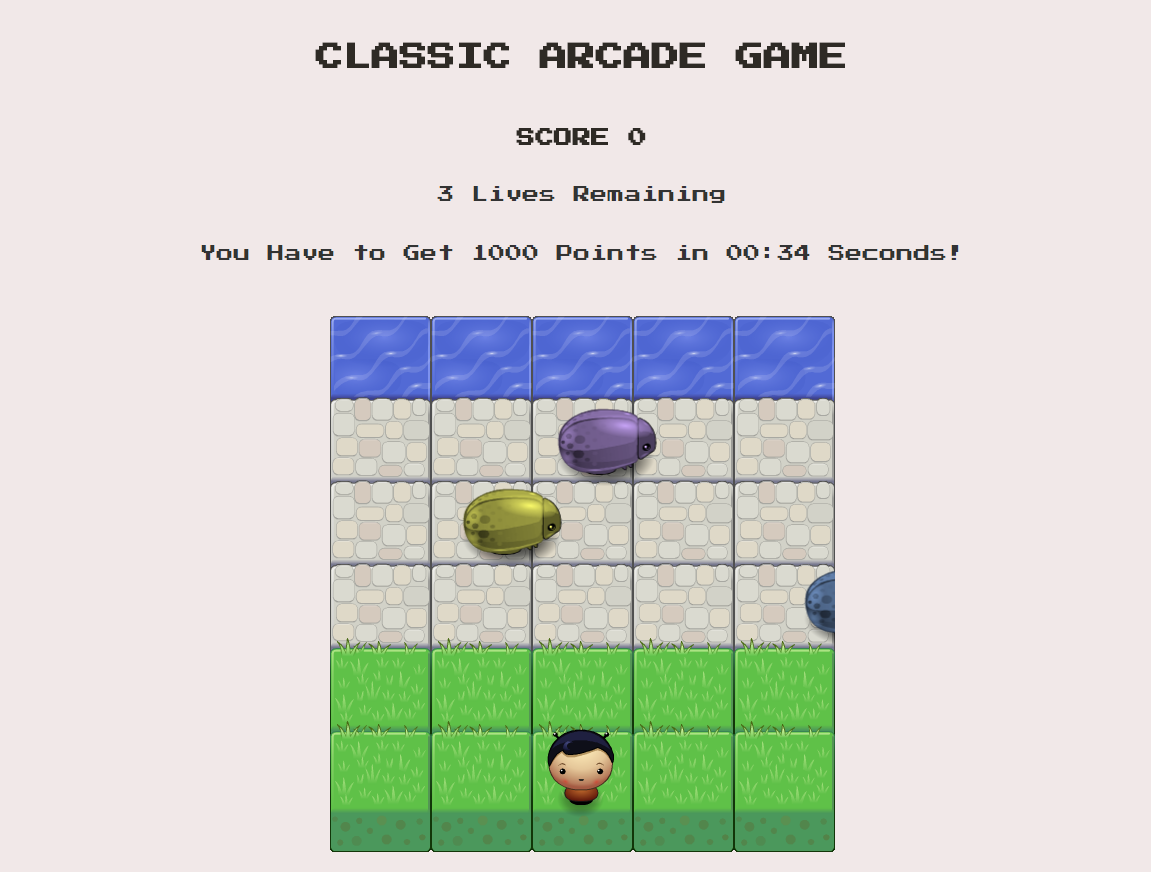 CLASSIC ARCADE GAME
SCORE 0
3 Lives Remaining
You Have to Get 1000 Points in 00:34 Seconds!